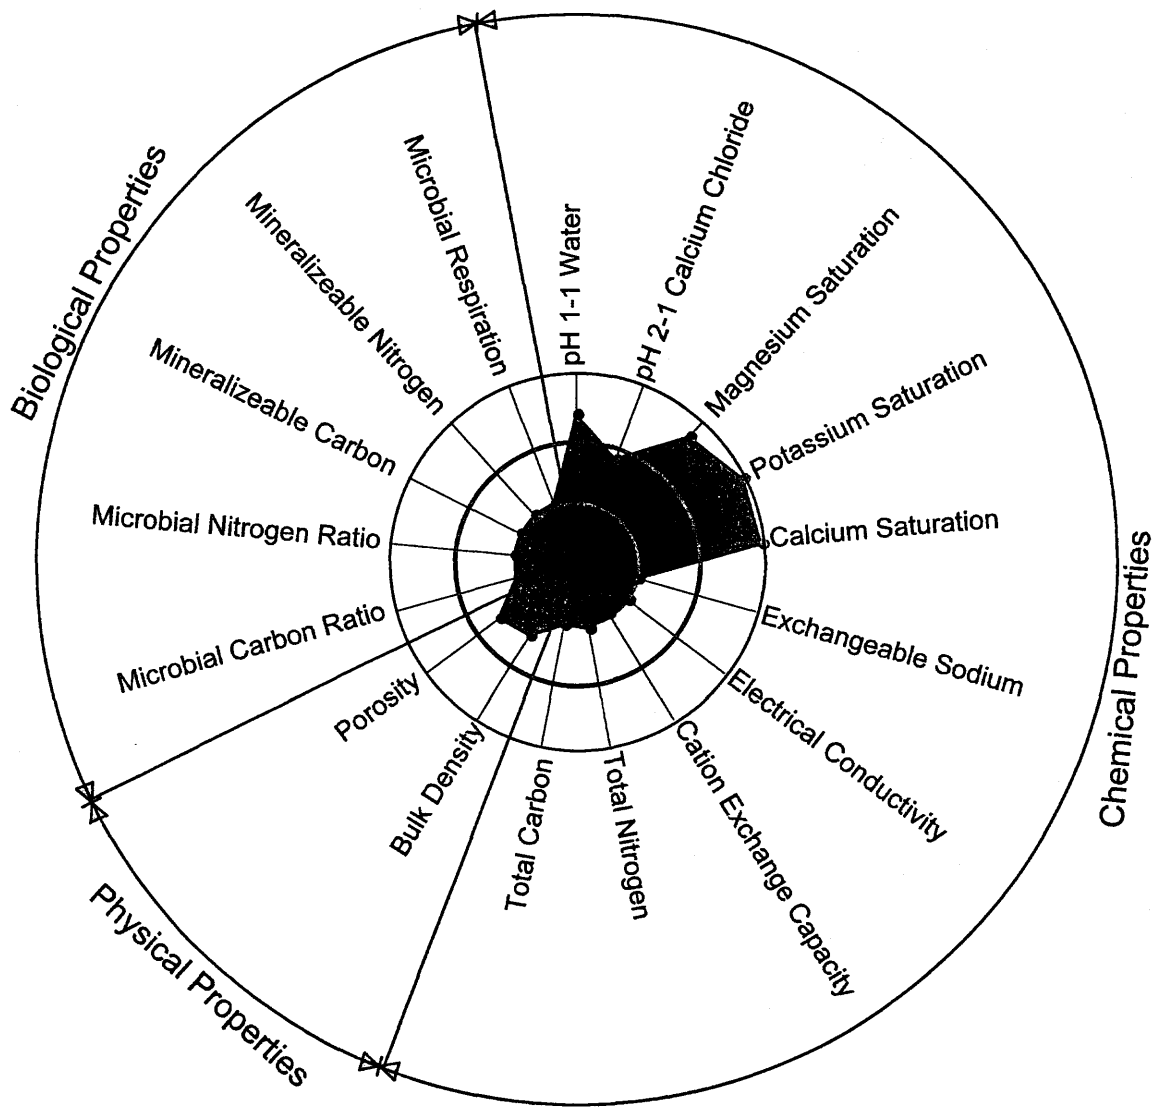 Biological Properties
Microbial Respiration
Mineralizeable Nitrogen
Mineralizeable Carbon
Microbial Nitrogen Ratio
Microbial Carbon Ratio
pH 1-1 Water
pH 2-1 Calcium Chloride
Magnesium Saturation
Potassium Saturation
Calcium Saturation
Exchangeable Sodium
Electrical Conductivity
Cation Exchange Capacity
Total Nitrogen
Total Carbon
Chemical Properties
Bulk Density
Porosity
Physical Properties